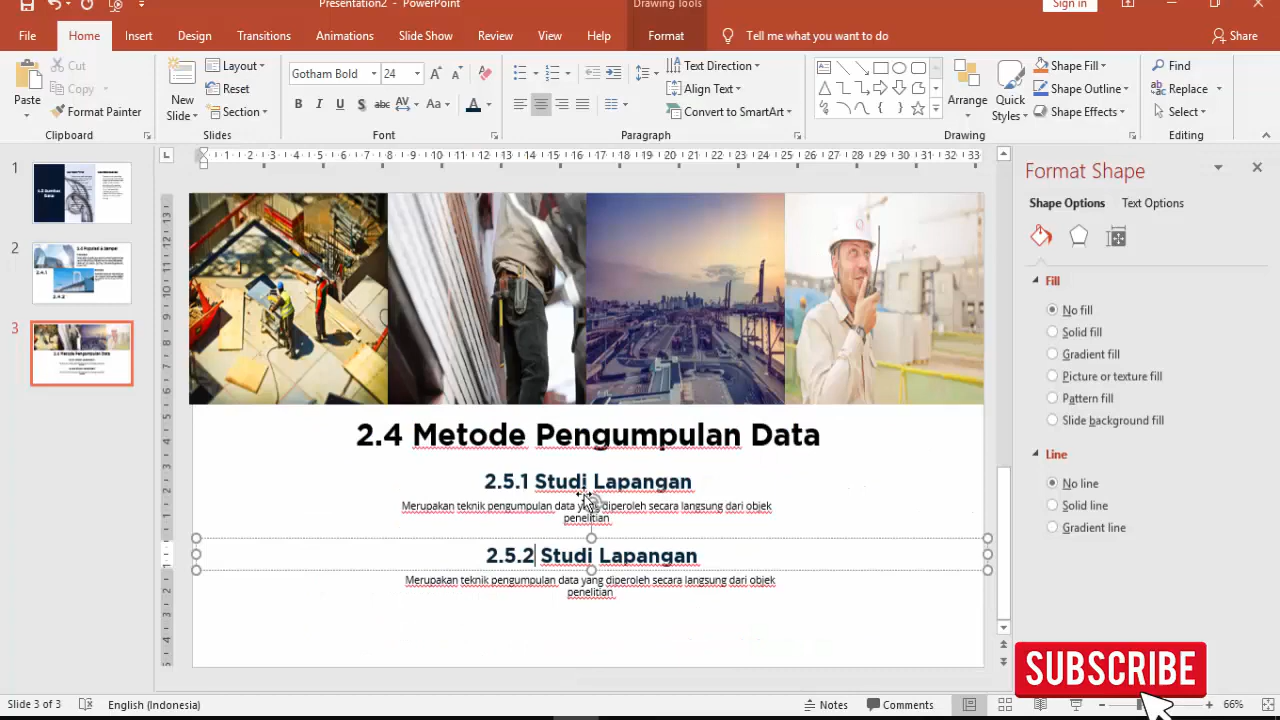 Presentation2 - PowerPoint
Drawing Tools
Sign in
File
Home
Insert
Design
Transitions
Animations
Slide Show
Review
View
Help
Format
Tell me what you want to do
Share
Paste
Cut
Copy
Format Painter
Clipboard
New
Slide
Layout
Reset
Section
Slides
Gotham Bold
24
Font
Text Direction
Align Text
Convert to SmartArt
Paragraph
Arrange
Quick
Styles
Shape Fill
Shape Outline
Shape Effects
Drawing
Find
Replace
Select
Editing
1
2
3
2.4 Metode Pengumpulan Data
2.5.1 Studi Lapangan
Merupakan teknik pengumpulan data yang diperoleh secara langsung dari objek
penelitian
2.5.2 Studi Lapangan
Merupakan teknik pengumpulan data yang diperoleh secara langsung dari objek
penelitian
Format Shape
Shape Options
Text Options
Fill
No fill
Solid fill
Gradient fill
Picture or texture fill
Pattern fill
Slide background fill
Line
No line
Solid line
Gradient line
SUBSCRIBE
Slide 3 of 3
English (Indonesia)
Notes
Comments
66%